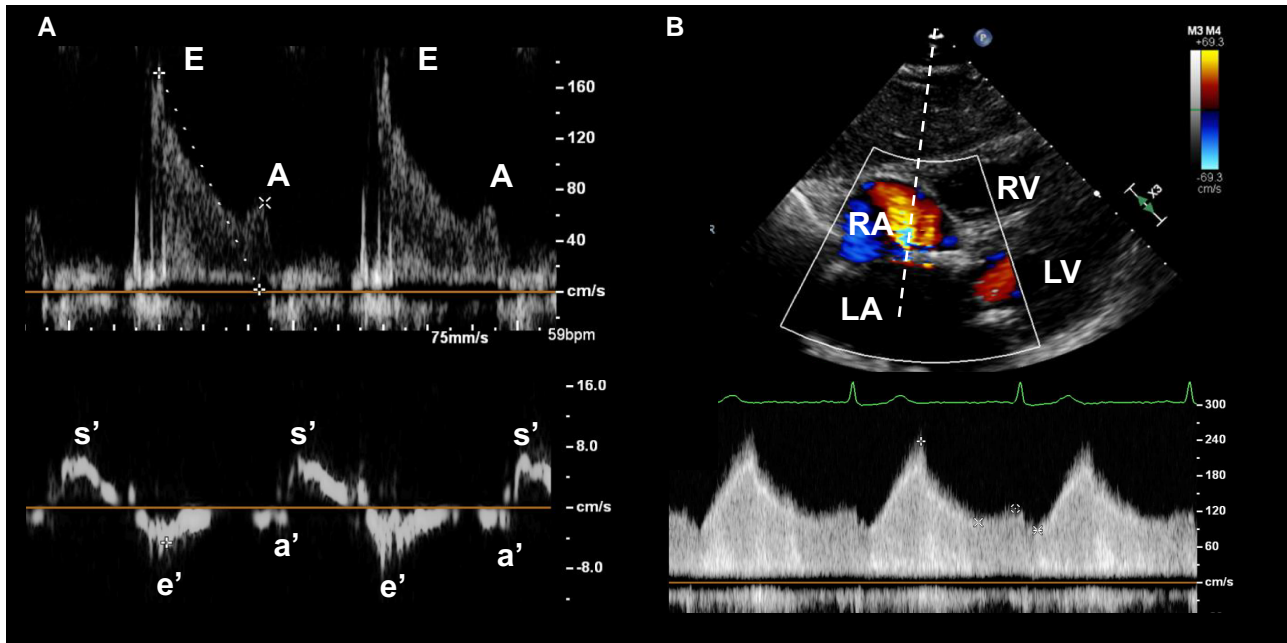 A
E
E
A
A
160
120
80
40
cm/s
75mm/s
59bpm
16.0
8.0
cm/s
-8.0
s’
s’
s’
e’
a’
e’
a’
B
P
M3 M4
+69.3
-69.3
cm/s
X3
R
RV
RA
LV
LA
300
240
180
120
60
cm/s